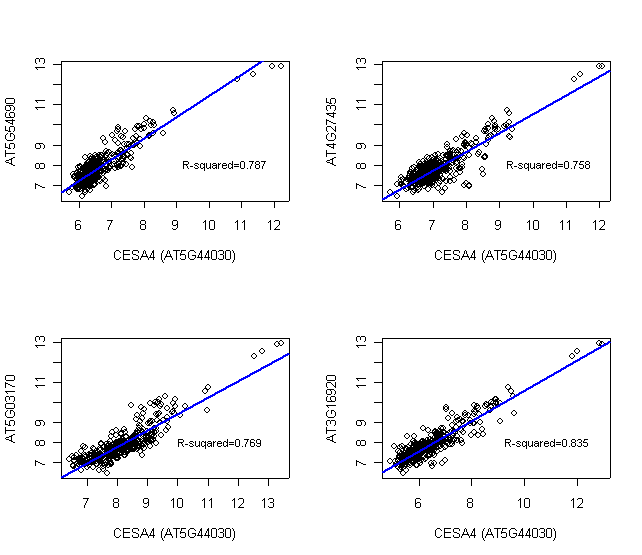 13
11
9
8
7
AT5G54690
R-squared=0.787
6 7 8 9 10 11 12
CESA4 (AT5G44030)
13
11
9
8
7
AT4G27435
R-squared=0.758
6 7 8 9 10 11 12
CESA4 (AT5G44030)
13
11
9
8
7
AT5G03170
R-suqared=0.769
7 8 9 10 11 12 13
CESA4 (AT5G44030)
13
11
9
8
7
AT3G16920
R-squared=0.835
6 8 10 12
CESA4 (AT5G44030)